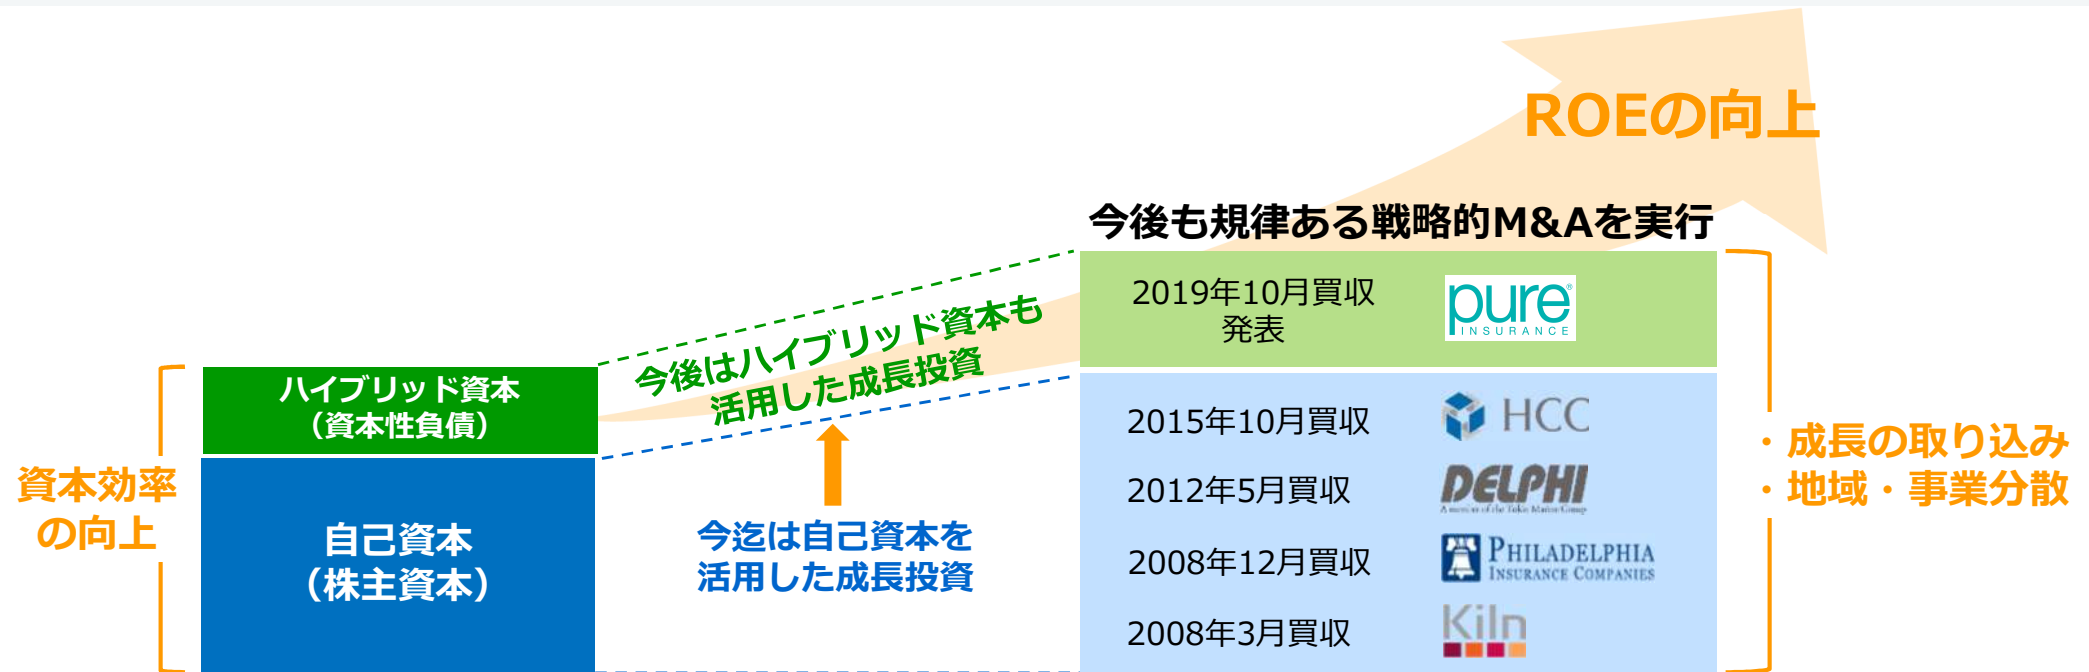 ROEの向上
今後も規律ある戦略的M&Aを実行
2019年10月買収
発表
pure
INSURANCE
今後はハイブリッド資本も
活用した成長投資
ハイブリッド資本
（資本性負債）
2015年10月買収
HCC
・成長の取り込み
・地域・事業分散
資本効率
の向上
2012年5月買収
DELPHI
A member of the Tokio Marine Group
自己資本
（株主資本）
今迄は自己資本を
活用した成長投資
2008年12月買収
PHILADELPHIA
INSURANCE COMPANIES
2008年3月買収
Kiln